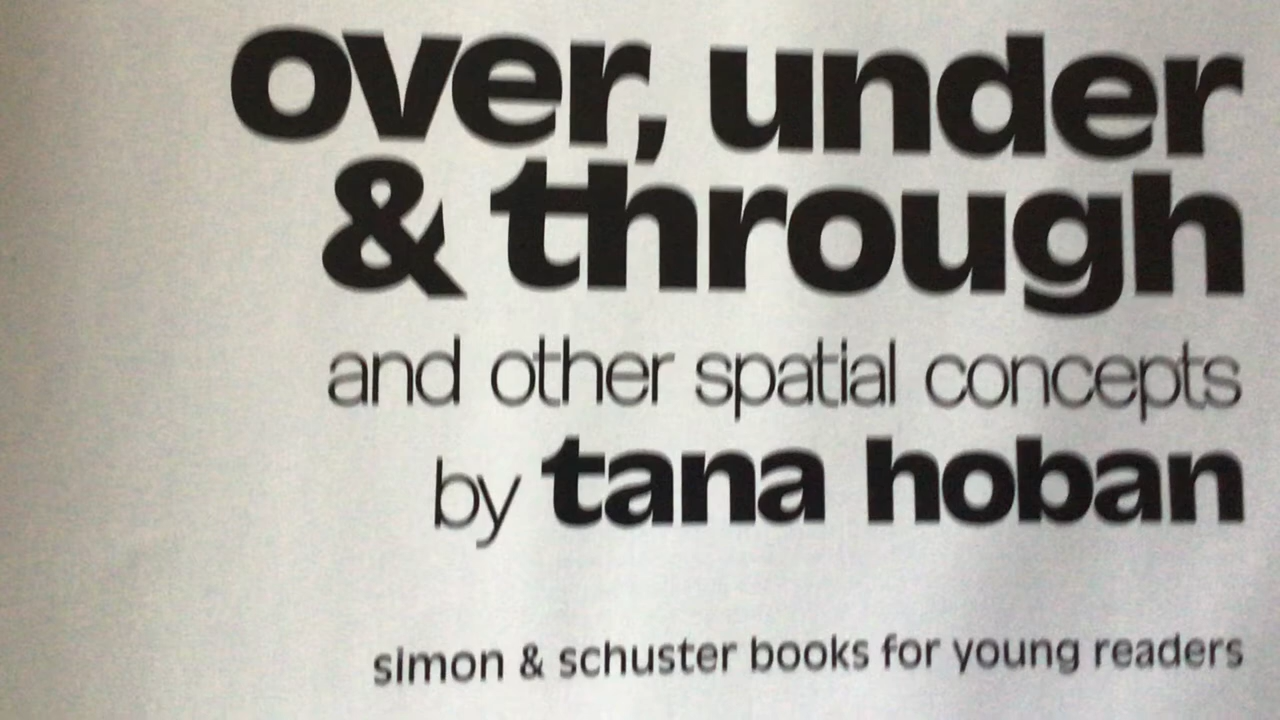 over, under
& through
and other spatial concepts
by tana hoban
simon & schuster books for young readers